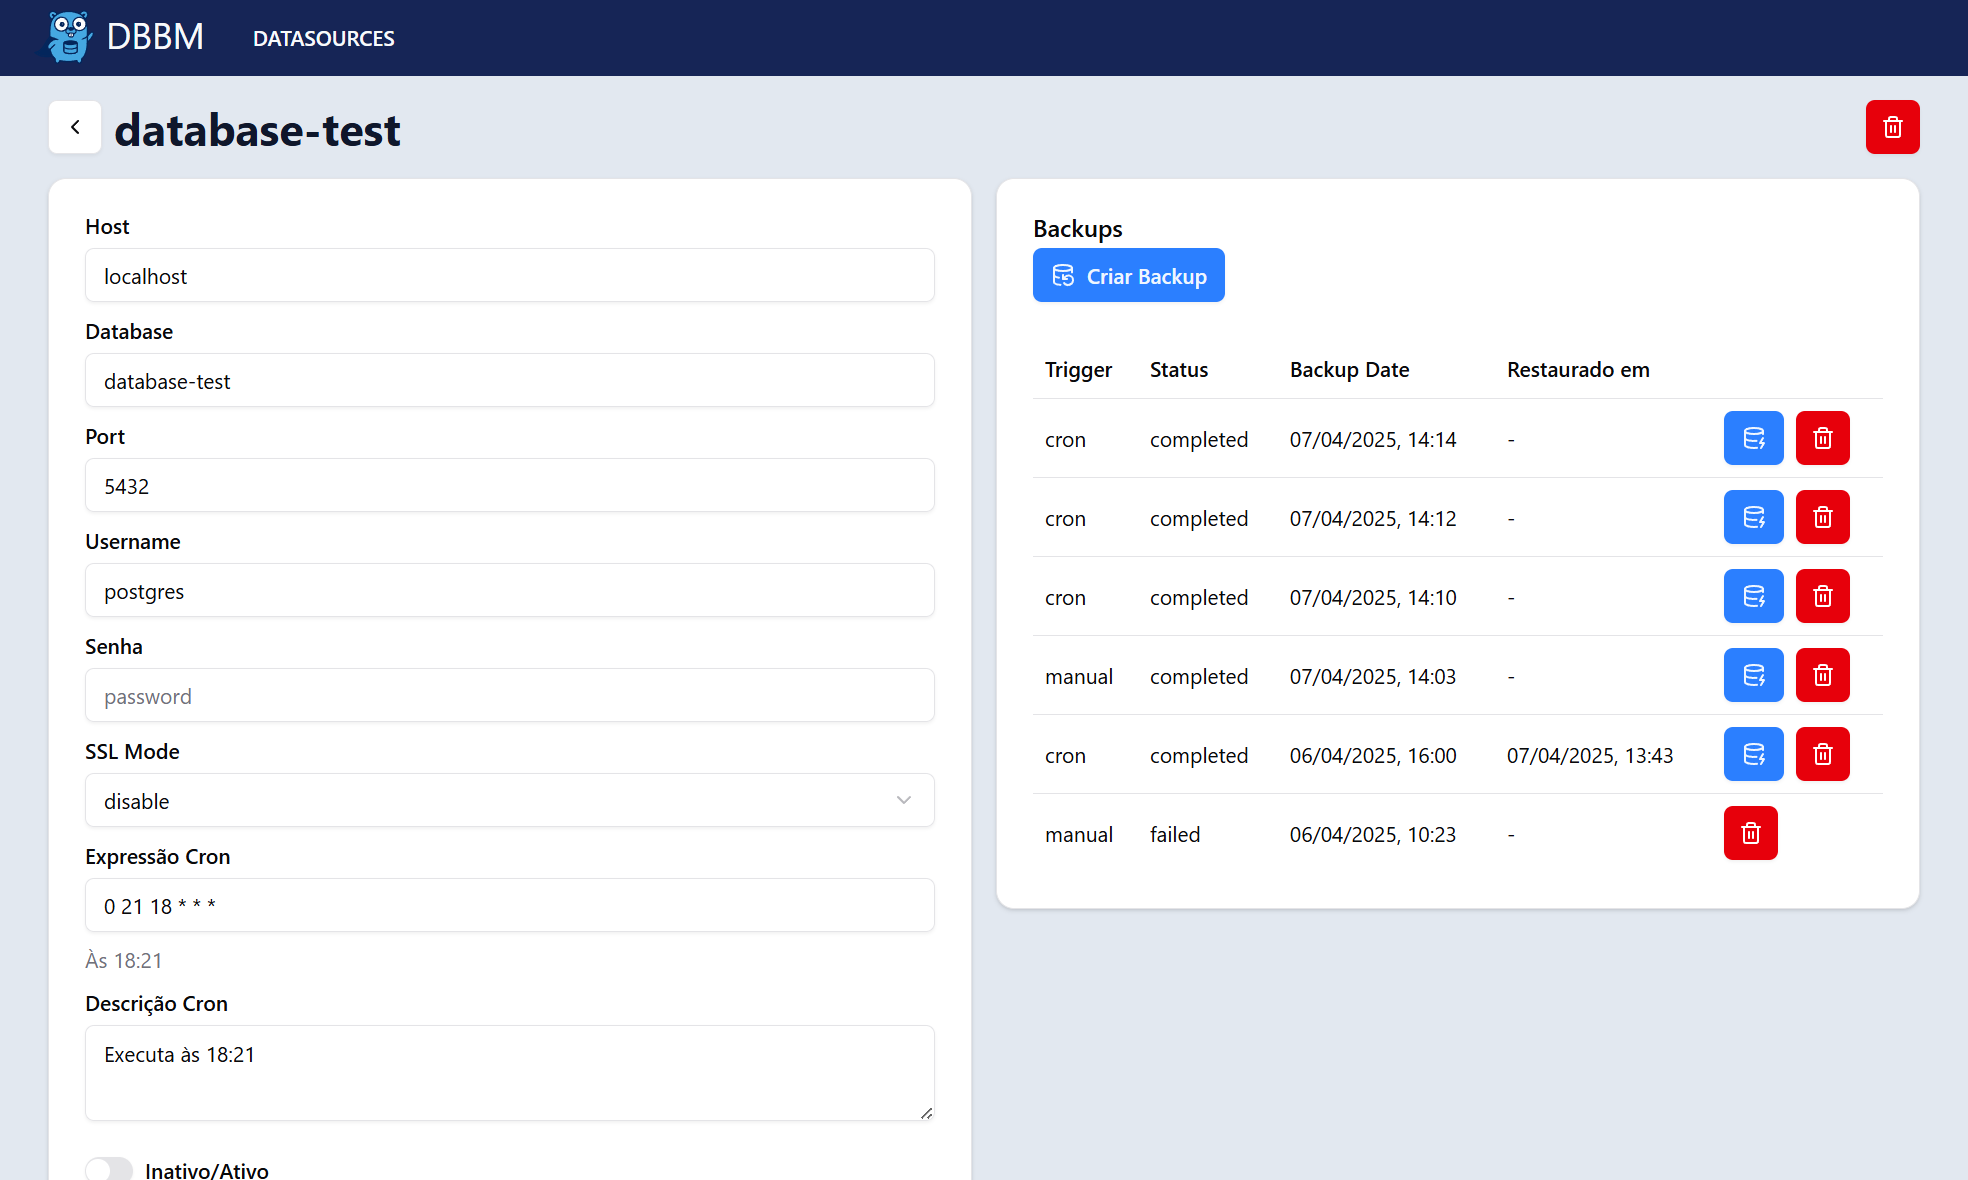 DBBM DATASOURCES
database-test
Host
localhost
Database
database-test
Port
5432
Username
postgres
Senha
password
SSL Mode
disable
Expressão Cron
0 21 18 * * *
Às 18:21
Descrição Cron
Executa às 18:21
Inativo/Ativo
Backups
Criar Backup
Trigger Status Backup Date Restaurado em
cron completed 07/04/2025, 14:14 -
cron completed 07/04/2025, 14:12 -
cron completed 07/04/2025, 14:10 -
manual completed 07/04/2025, 14:03 -
cron completed 06/04/2025, 16:00 07/04/2025, 13:43
manual failed 06/04/2025, 10:23 -